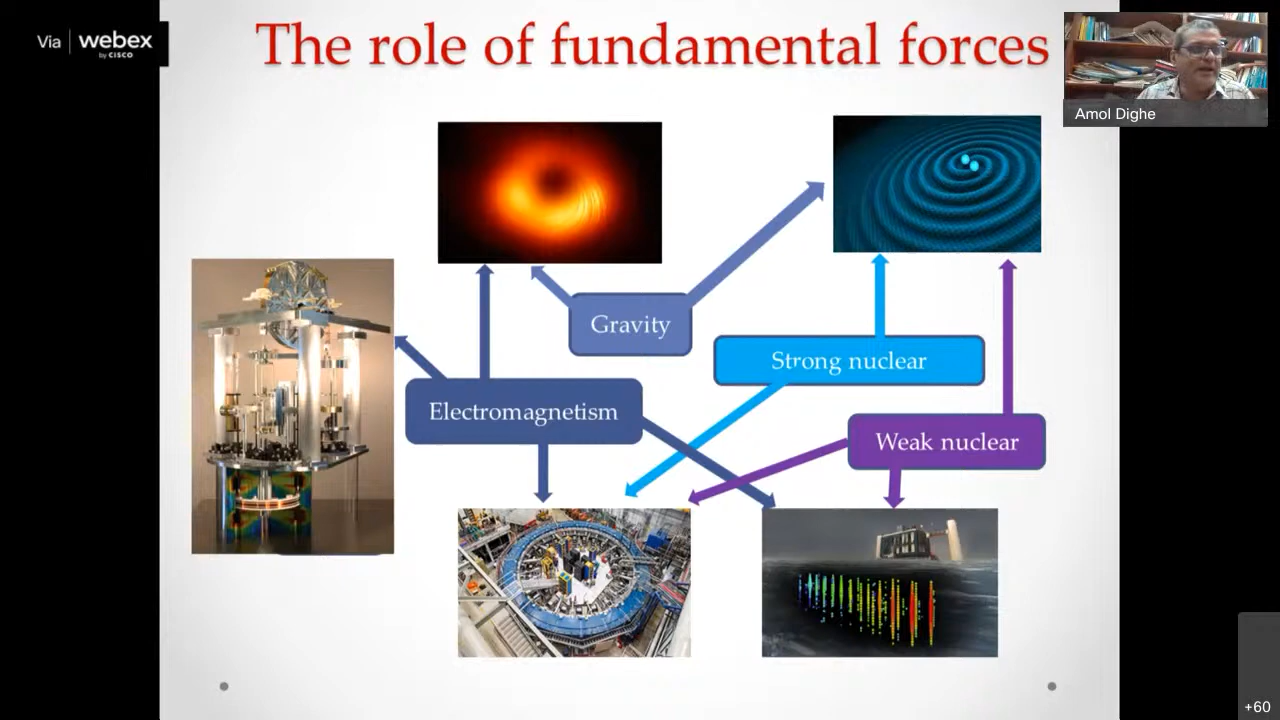 Via webex
by CISCO
The role of fundamental forces
Amol Dighe
Gravity
Strong nuclear
Electromagnetism
Weak nuclear
+60